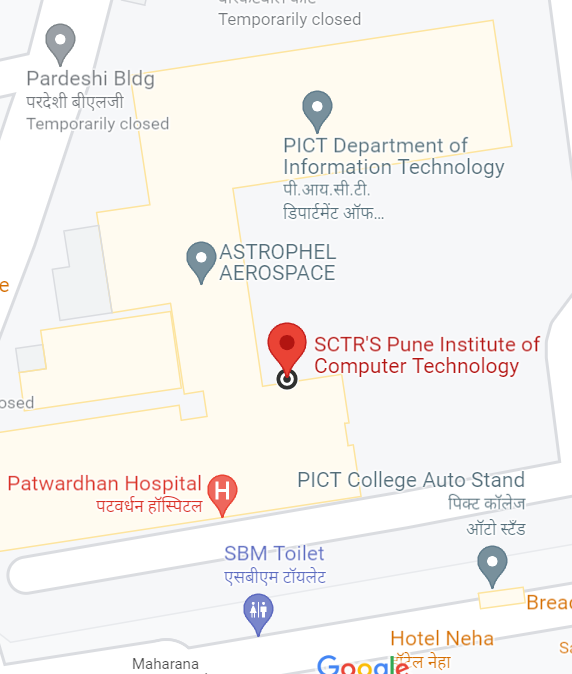 Temporarily closed
Pardeshi Bldg
परदेशी बीएलजी
Temporarily closed
PICT Department of
Information Technology
पी.आय.सी.टी.
डिपार्टमेंट ऑफ...
ASTROPHEL
AEROSPACE
e
SCTR'S Pune Institute of
Computer Technology
osed
Patwardhan Hospital
पटवर्धन हॉस्पिटल
H
PICT College Auto Stand
पिक्ट कॉलेज
ऑटो स्टँड
SBM Toilet
एसबीएम टॉयलेट
Bread
Hotel Neha
नेहा
Sa
Maharana
Google